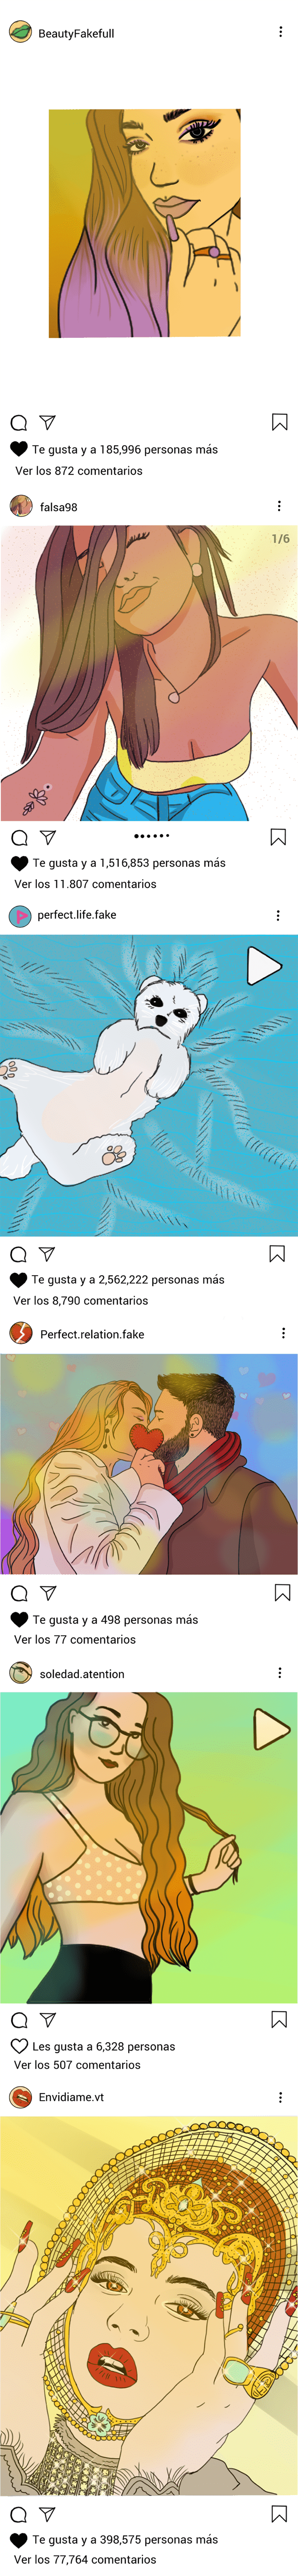 BeautyFakefull
Te gusta y a 185,996 personas más
Ver los 872 comentarios
falsa98
1/6
Te gusta y a 1,516,853 personas más
Ver los 11.807 comentarios
P
perfect.life.fake
Te gusta y a 2,562,222 personas más
Ver los 8,790 comentarios
Perfect.relation.fake
Te gusta y a 498 personas más
Ver los 77 comentarios
soledad.atention
Les gusta a 6,328 personas
Ver los 507 comentarios
Envidiame.vt
Te gusta y a 398,575 personas más
Ver los 77,764 comentarios